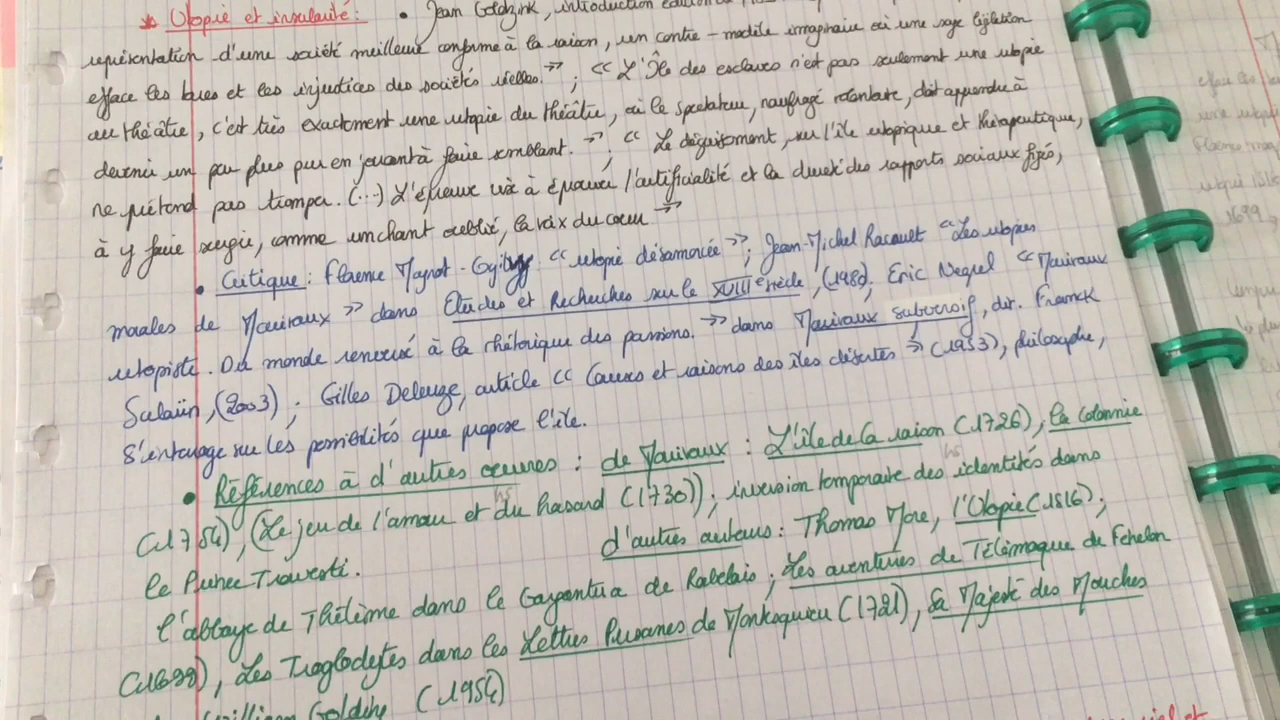 * Utopie et insularité : • Jean Goldzink, introduction édition
représentation d'une société meilleure conforme à la raison, un contre-modèle imaginaire où une sage législation
efface les tares et les injustices des sociétés réelles. » ; « L'Île des esclaves n'est pas seulement une utopie
au théâtre, c'est très exactement une utopie du théâtre, où le spectateur, naufragé volontaire, doit apprendre à
devenir un peu plus pur en jouant à faire semblant. » ; « Le déguisement, sur l'île utopique et thérapeutique,
ne prétend pas tromper. (...) L'épreuve vise à éprouver l'artificialité et la dureté des rapports sociaux figés,
à y faire surgir, comme un chant oublié, la voix du cœur »
• Critique : Florence Magnot-Ogilvy « utopie désamorcée » ; Jean-Michel Racault "Les utopies
morales de Marivaux » dans Etudes et Recherches sur le XVIIIe siècle, (1980), Eric Negrel « Marivaux
utopiste. Du monde renversé à la rhétorique des passions. » dans Marivaux subversif, dir. Franck
Salaün, (2003) ; Gilles Deleuze, article « Causes et raisons des îles désertes » (1953), philosophe,
s'interroge sur les possibilités que propose l'île.
• Références à d'autres œuvres : de Marivaux : L'île de la raison (1726), la Colonnie
(1754), (Le jeu de l'amour et du hasard (1730)) ; inversion temporaire des identités dans
le Prince Travesti. d'autres auteurs : Thomas More, l'Utopie (1516) ;
l'abbaye de Thélème dans le Gargantua de Rabelais ; Les aventures de Télémaque de Fénelon
(1699), Les Troglodytes dans les Lettres Persanes de Montesquieu (1721), Sa Majesté des Mouches
William Golding (1954)